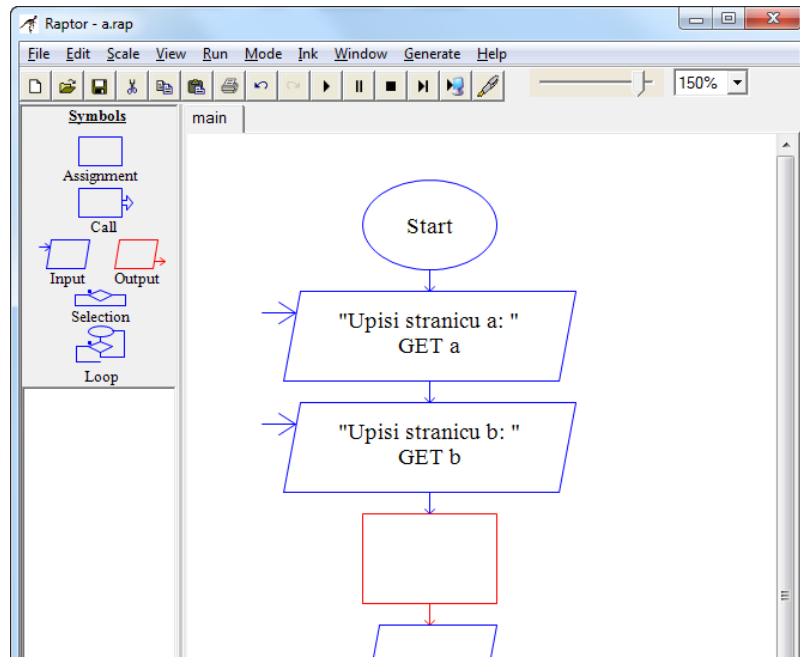 Raptor - a.rap
File Edit Scale View Run Mode Ink Window Generate Help
150%
Symbols
main
Assignment
Call
Input Output
Selection
Loop
Start
"Upisi stranicu a: "
GET a
"Upisi stranicu b: "
GET b